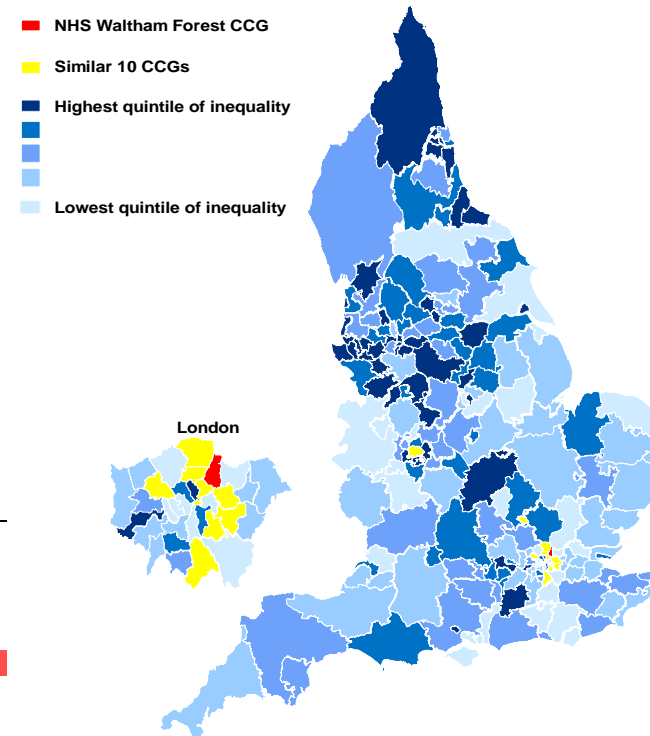 NHS Waltham Forest CCG
Similar 10 CCGs
Highest quintile of inequality
Lowest quintile of inequality
London